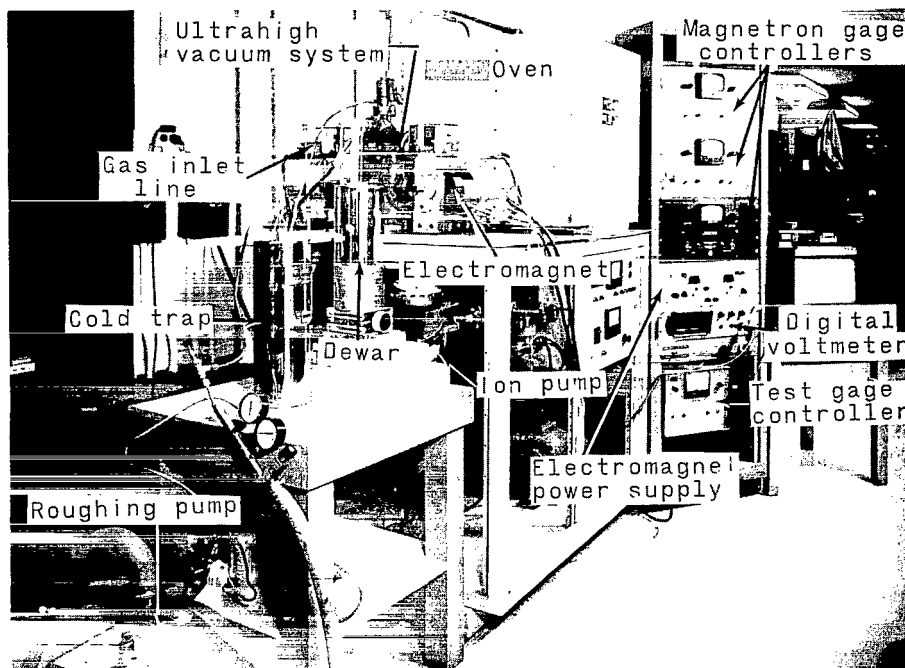 Ultrahigh
vacuum system
Oven
Magnetron gage
controllers
Gas inlet
line
Electromagnet
Cold trap
Dewar
Ion pump
Digital
voltmeter
Test gage
controller
Electromagnet
power supply
Roughing pump